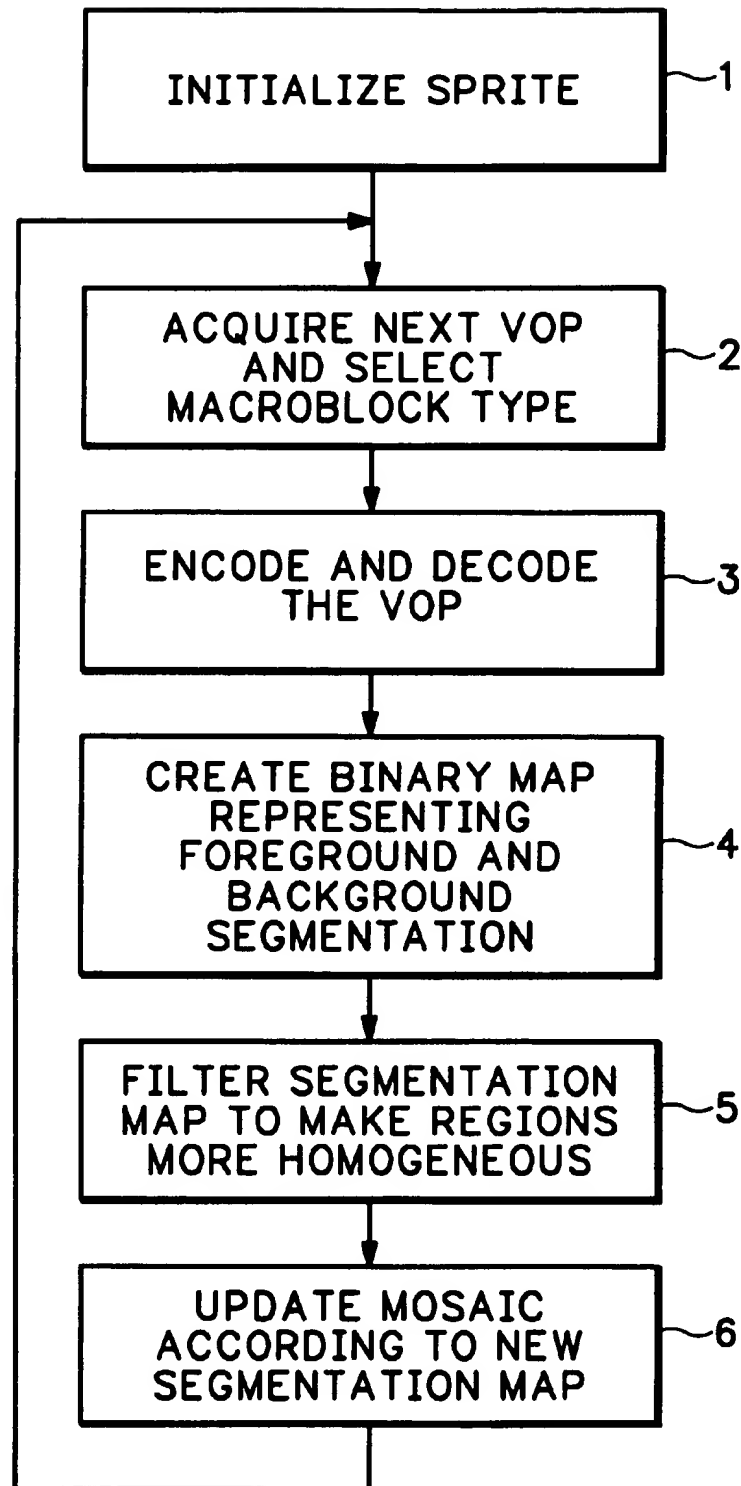 INITIALIZE SPRITE
1
ACQUIRE NEXT VOP
AND SELECT
MACROBLOCK TYPE
2
ENCODE AND DECODE
THE VOP
3
CREATE BINARY MAP
REPRESENTING
FOREGROUND AND
BACKGROUND
SEGMENTATION
4
FILTER SEGMENTATION
MAP TO MAKE REGIONS
MORE HOMOGENEOUS
5
UPDATE MOSAIC
ACCORDING TO NEW
SEGMENTATION MAP
6